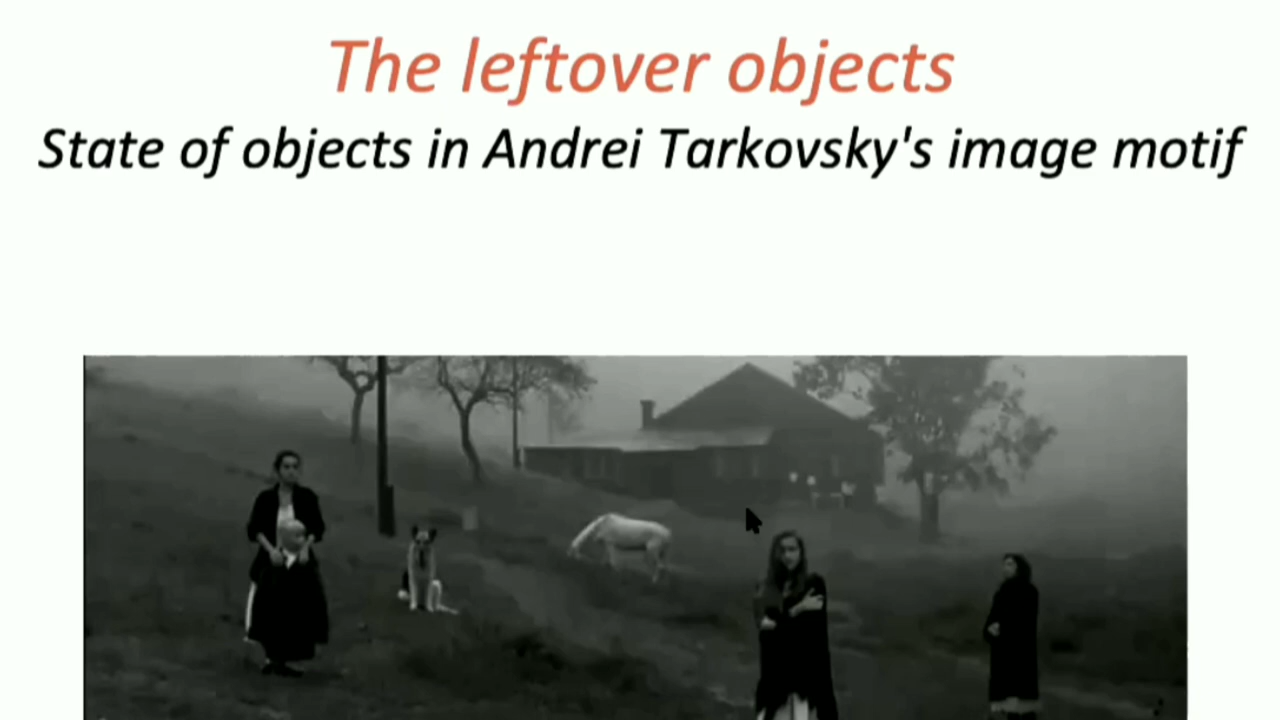 The leftover objects
State of objects in Andrei Tarkovsky's image motif